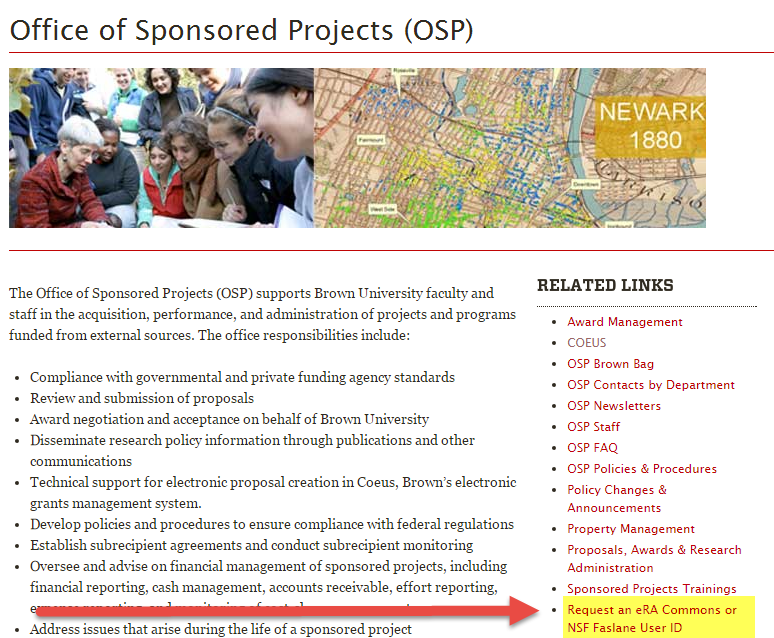 Office of Sponsored Projects (OSP)
Roseville
NEWARK
1880
Fairmount
Downtown
West Side
Ironbound
The Office of Sponsored Projects (OSP) supports Brown University faculty and
staff in the acquisition, performance, and administration of projects and programs
funded from external sources. The office responsibilities include:
Compliance with governmental and private funding agency standards
Review and submission of proposals
Award negotiation and acceptance on behalf of Brown University
Disseminate research policy information through publications and other
communications
Technical support for electronic proposal creation in Coeus, Brown's electronic
grants management system.
Develop policies and procedures to ensure compliance with federal regulations
Establish subrecipient agreements and conduct subrecipient monitoring
Oversee and advise on financial management of sponsored projects, including
financial reporting, cash management, accounts receivable, effort reporting,
Address issues that arise during the life of a sponsored project
RELATED LINKS
Award Management
COEUS
OSP Brown Bag
OSP Contacts by Department
OSP Newsletters
OSP Staff
OSP FAQ
OSP Policies & Procedures
Policy Changes &
Announcements
Property Management
Proposals, Awards & Research
Administration
Sponsored Projects Trainings
Request an eRA Commons or
NSF Faslane User ID